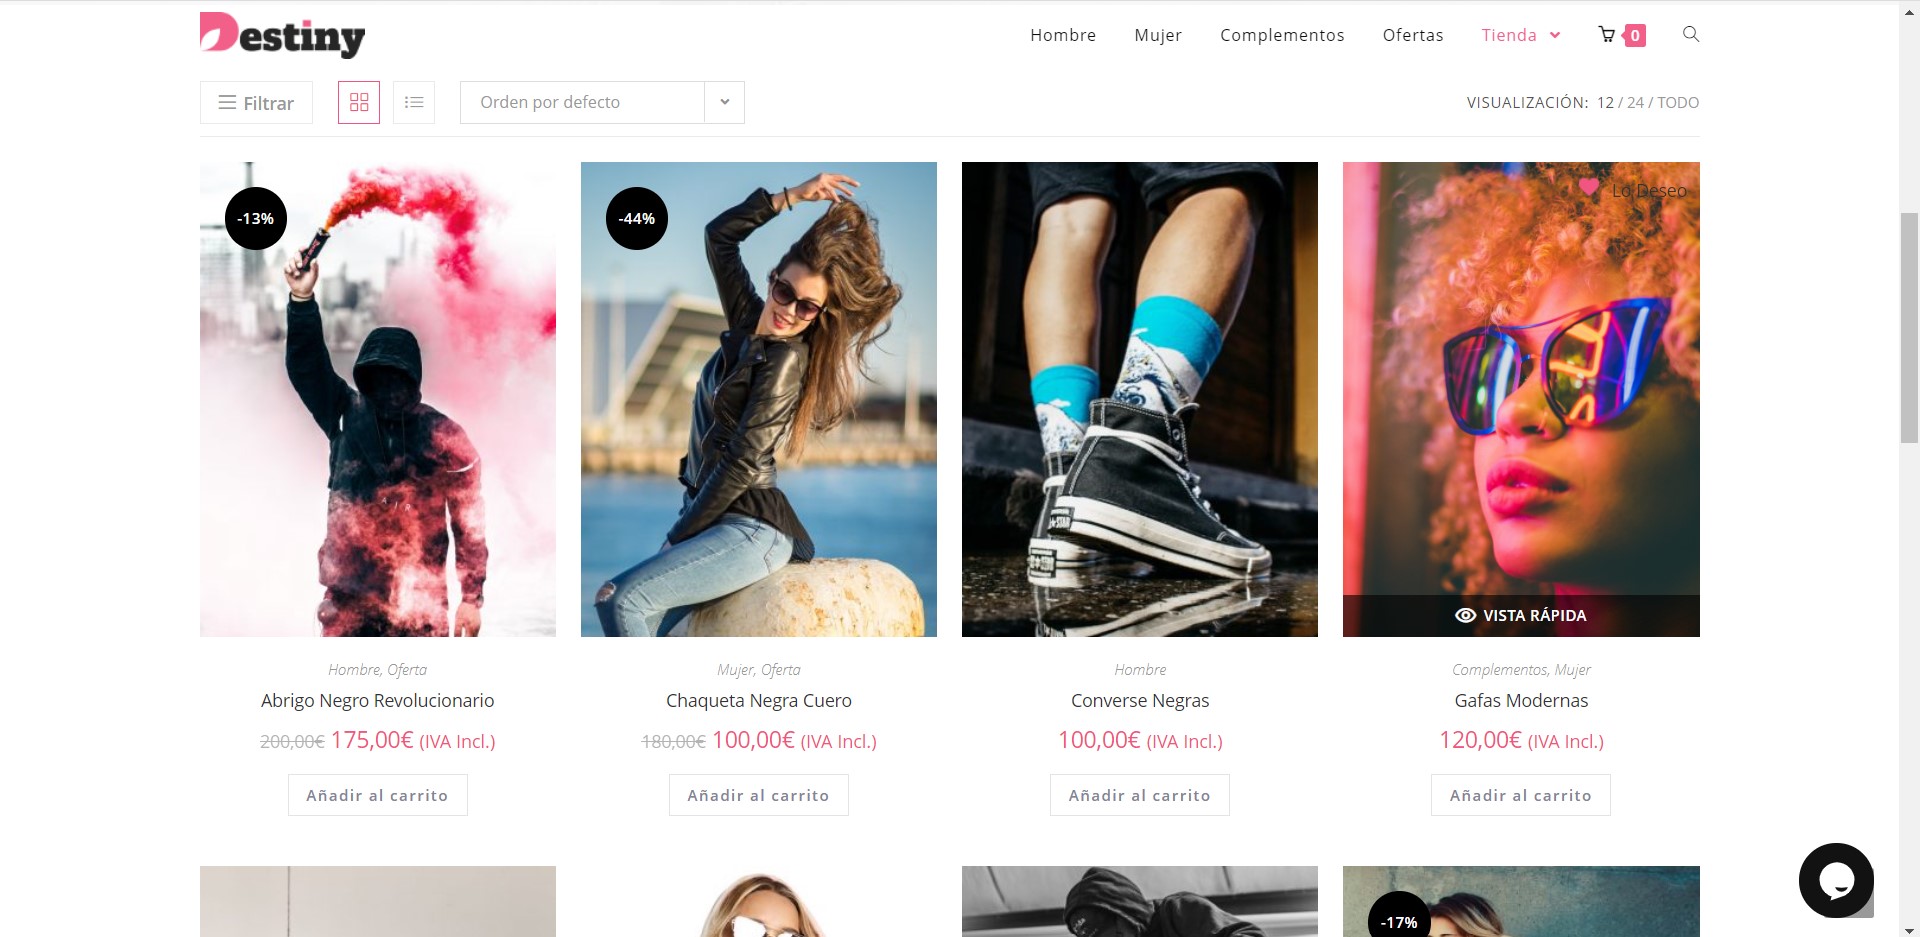 Destiny
Hombre Mujer Complementos Ofertas Tienda 0
Filtrar Orden por defecto VISUALIZACIÓN: 12 / 24 / TODO
-13%
-44%
Lo Deseo
VISTA RÁPIDA
Hombre, Oferta
Abrigo Negro Revolucionario
200,00€ 175,00€ (IVA Incl.)
Añadir al carrito
Mujer, Oferta
Chaqueta Negra Cuero
180,00€ 100,00€ (IVA Incl.)
Añadir al carrito
Hombre
Converse Negras
100,00€ (IVA Incl.)
Añadir al carrito
Complementos, Mujer
Gafas Modernas
120,00€ (IVA Incl.)
Añadir al carrito
-17%